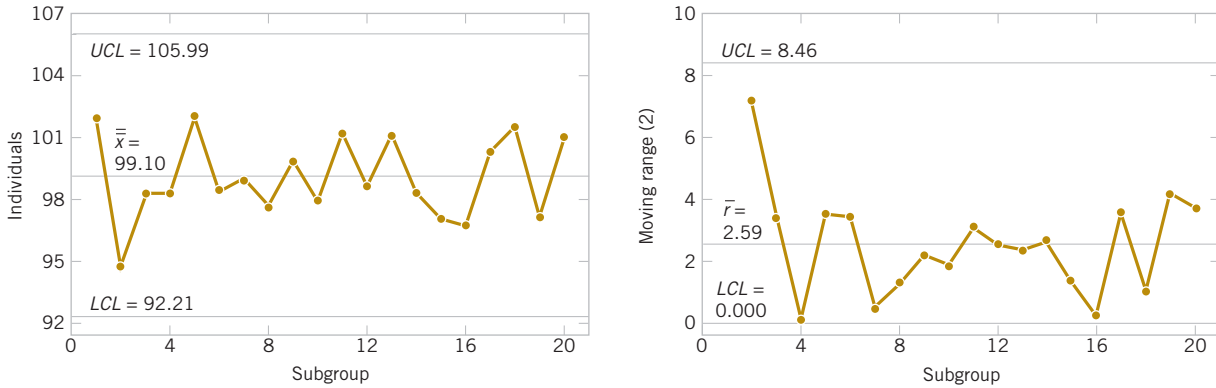 107
104
101
98
95
92
Individuals
UCL = 105.99
x̿ =
99.10
LCL = 92.21
0
4
8
12
16
20
Subgroup
10
8
6
4
2
0
Moving range (2)
UCL = 8.46
r̅ =
2.59
LCL =
0.000
0
4
8
12
16
20
Subgroup